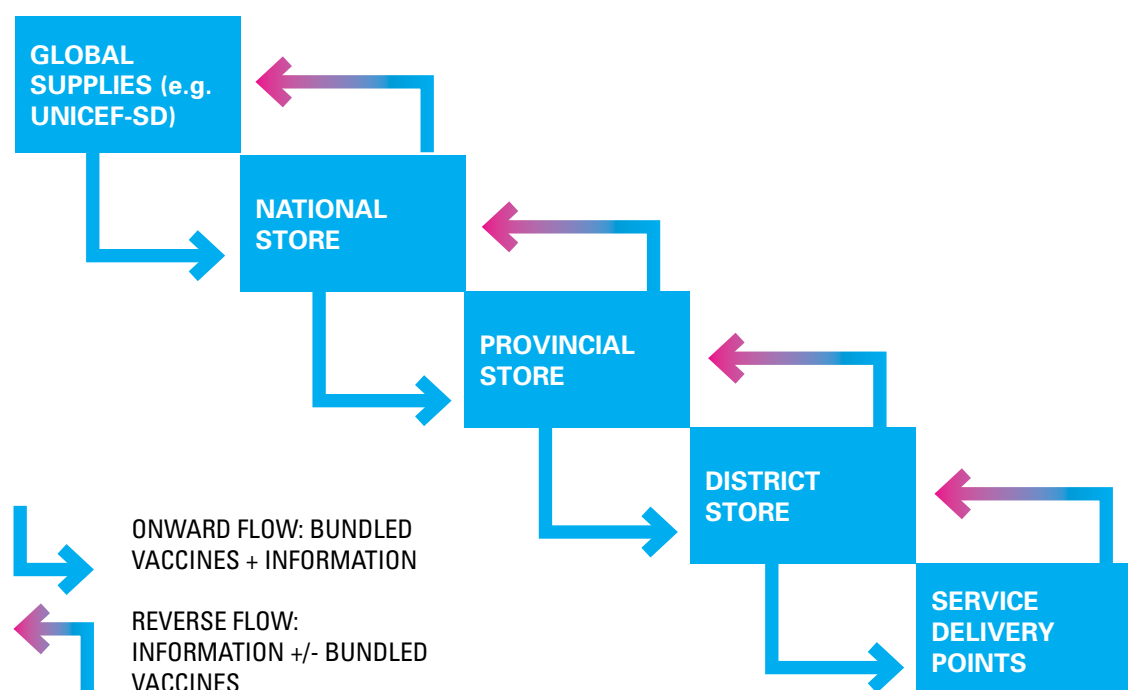 GLOBAL
SUPPLIES (e.g.
UNICEF-SD)
NATIONAL
STORE
PROVINCIAL
STORE
DISTRICT
STORE
SERVICE
DELIVERY
POINTS
ONWARD FLOW: BUNDLED
VACCINES + INFORMATION
REVERSE FLOW:
INFORMATION +/- BUNDLED
VACCINES